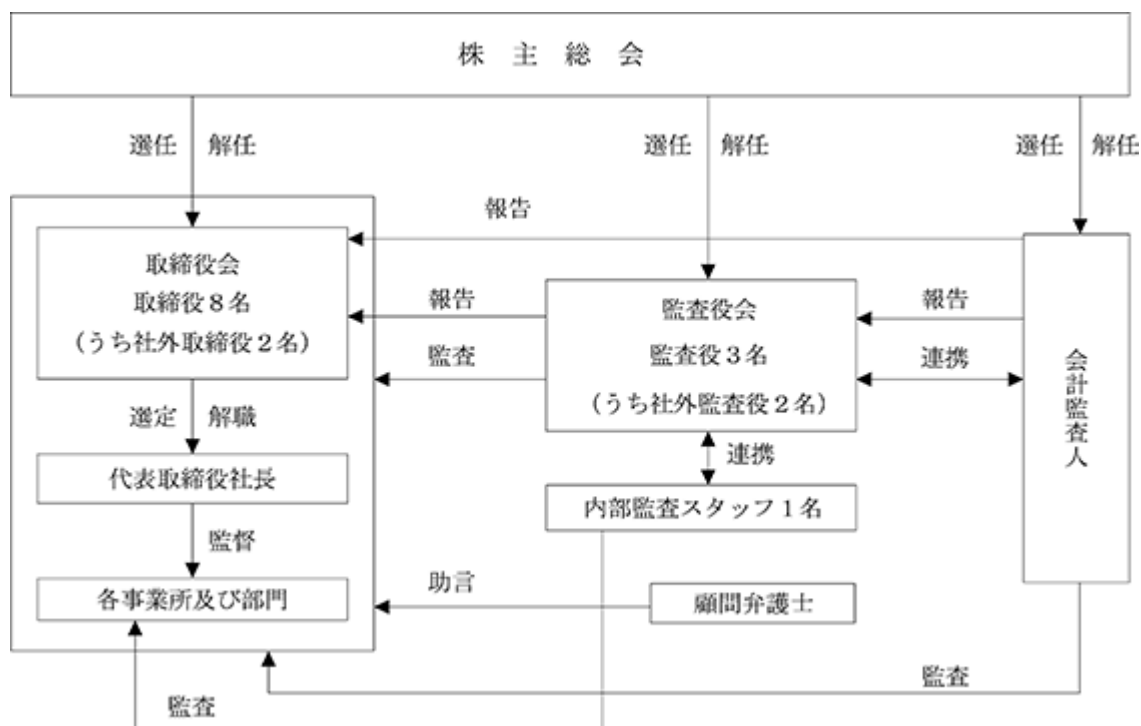 株主総会
選任 解任
選任 解任
選任 解任
報告
取締役会
取締役8名
(うち社外取締役2名)
報告
監査
監査役会
監査役3名
(うち社外監査役2名)
報告
連携
会計監査人
選定 解職
連携
代表取締役社長
内部監査スタッフ1名
監督
各事業所及び部門
助言
顧問弁護士
監査
監査